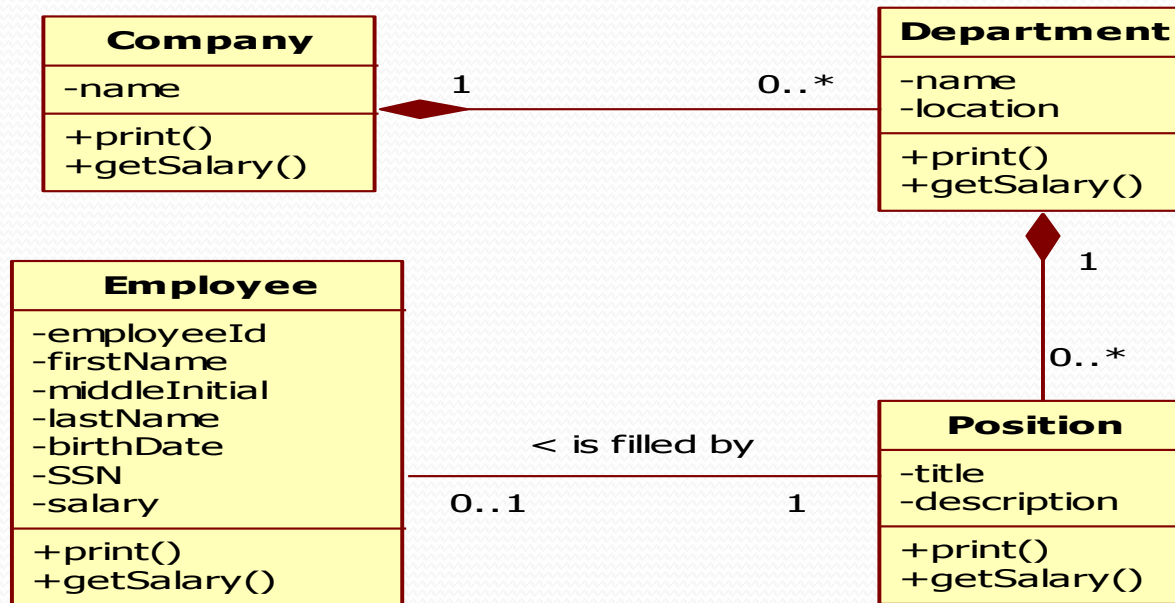 Company
-name
+print()
+getSalary()
1
0..*
Department
-name
-location
+print()
+getSalary()
1
0..*
Employee
-employeeId
-firstName
-middleInitial
-lastName
-birthDate
-SSN
-salary
+print()
+getSalary()
< is filled by
0..1
1
Position
-title
-description
+print()
+getSalary()